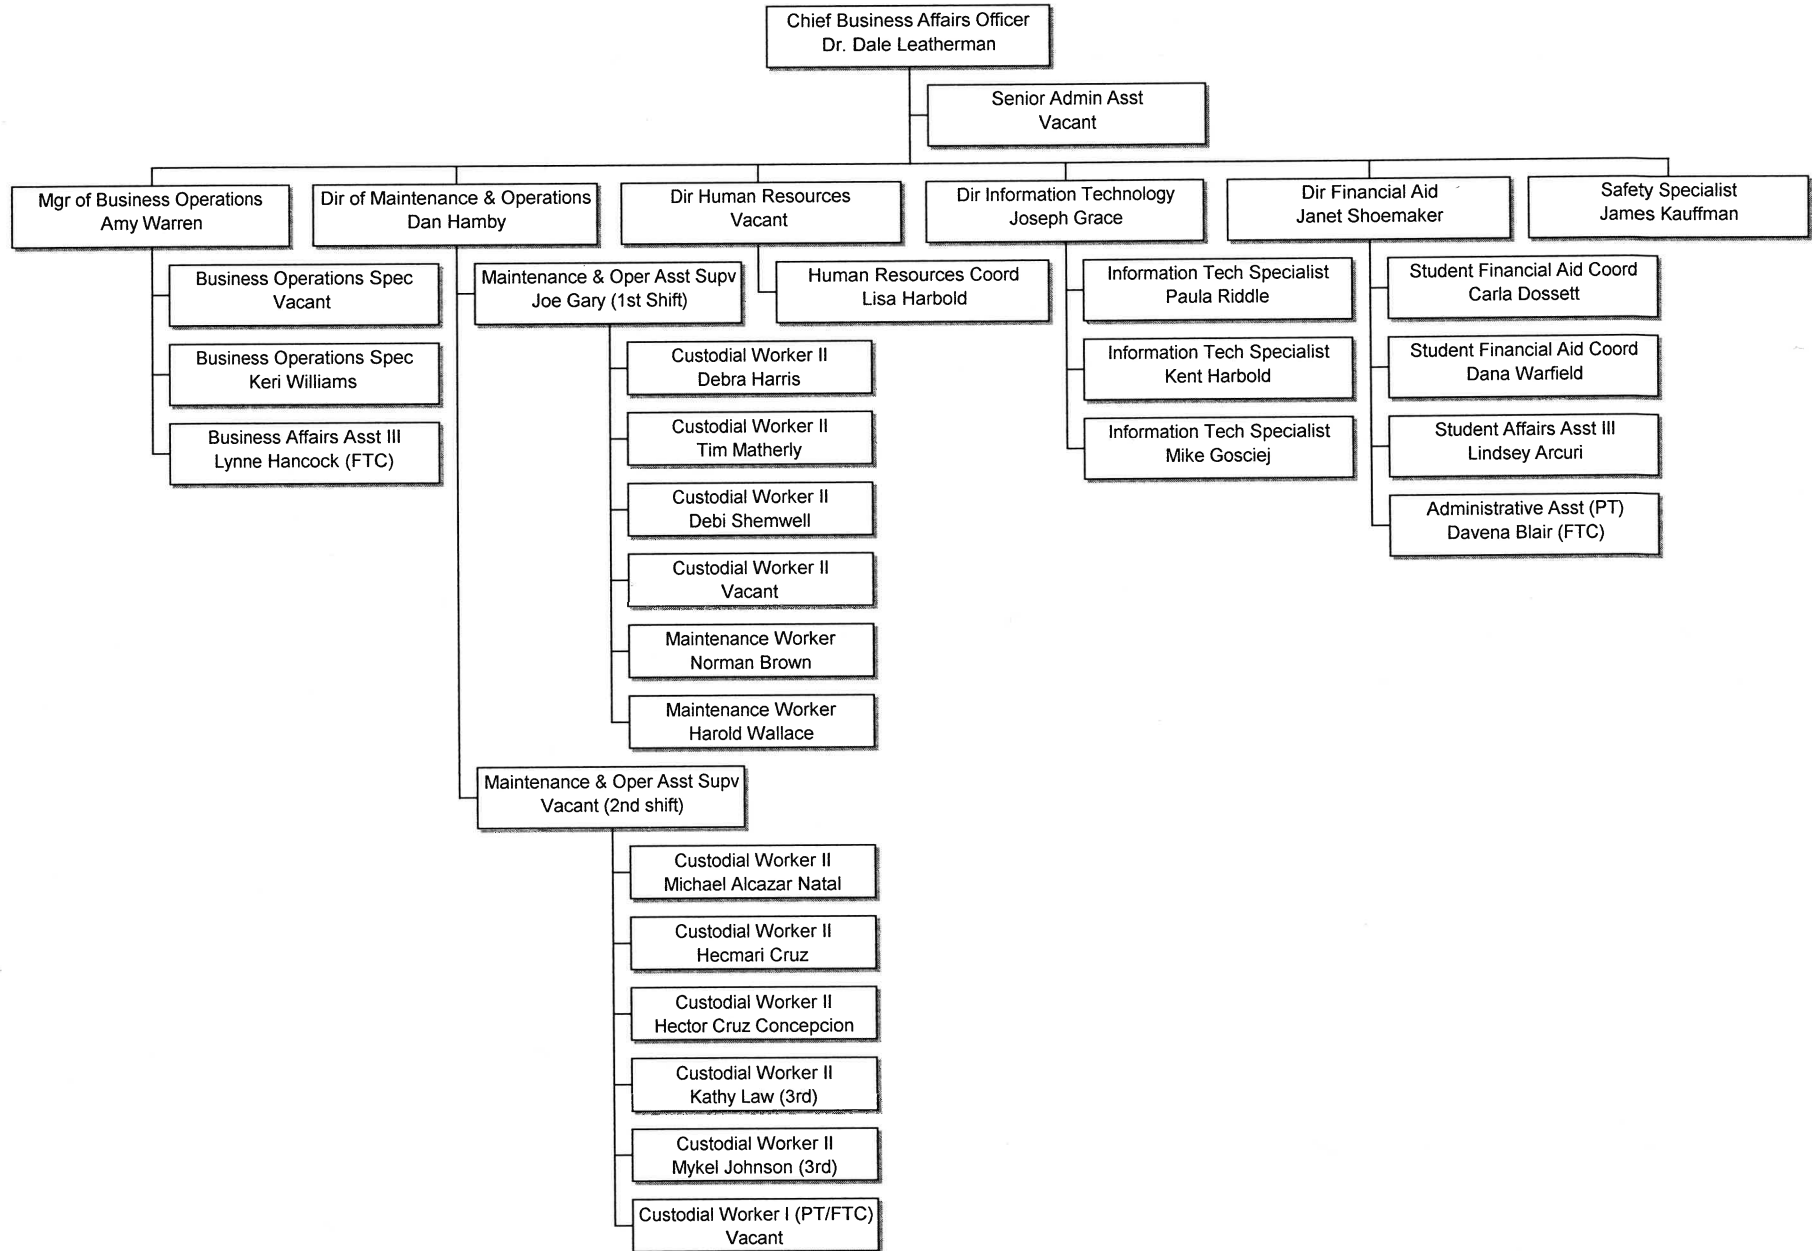 Chief Business Affairs Officer
Dr. Dale Leatherman
Senior Admin Asst
Vacant
Mgr of Business Operations
Amy Warren
Dir of Maintenance & Operations
Dan Hamby
Dir Human Resources
Vacant
Dir Information Technology
Joseph Grace
Dir Financial Aid
Janet Shoemaker
Safety Specialist
James Kauffman
Business Operations Spec
Vacant
Business Operations Spec
Keri Williams
Business Affairs Asst III
Lynne Hancock (FTC)
Maintenance & Oper Asst Supv
Joe Gary (1st Shift)
Custodial Worker II
Debra Harris
Custodial Worker II
Tim Matherly
Custodial Worker II
Debi Shemwell
Custodial Worker II
Vacant
Maintenance Worker
Norman Brown
Maintenance Worker
Harold Wallace
Maintenance & Oper Asst Supv
Vacant (2nd shift)
Custodial Worker II
Michael Alcazar Natal
Custodial Worker II
Hecmari Cruz
Custodial Worker II
Hector Cruz Concepcion
Custodial Worker II
Kathy Law (3rd)
Custodial Worker II
Mykel Johnson (3rd)
Custodial Worker I (PT/FTC)
Vacant
Human Resources Coord
Lisa Harbold
Information Tech Specialist
Paula Riddle
Information Tech Specialist
Kent Harbold
Information Tech Specialist
Mike Gosciej
Student Financial Aid Coord
Carla Dossett
Student Financial Aid Coord
Dana Warfield
Student Affairs Asst III
Lindsey Arcuri
Administrative Asst (PT)
Davena Blair (FTC)